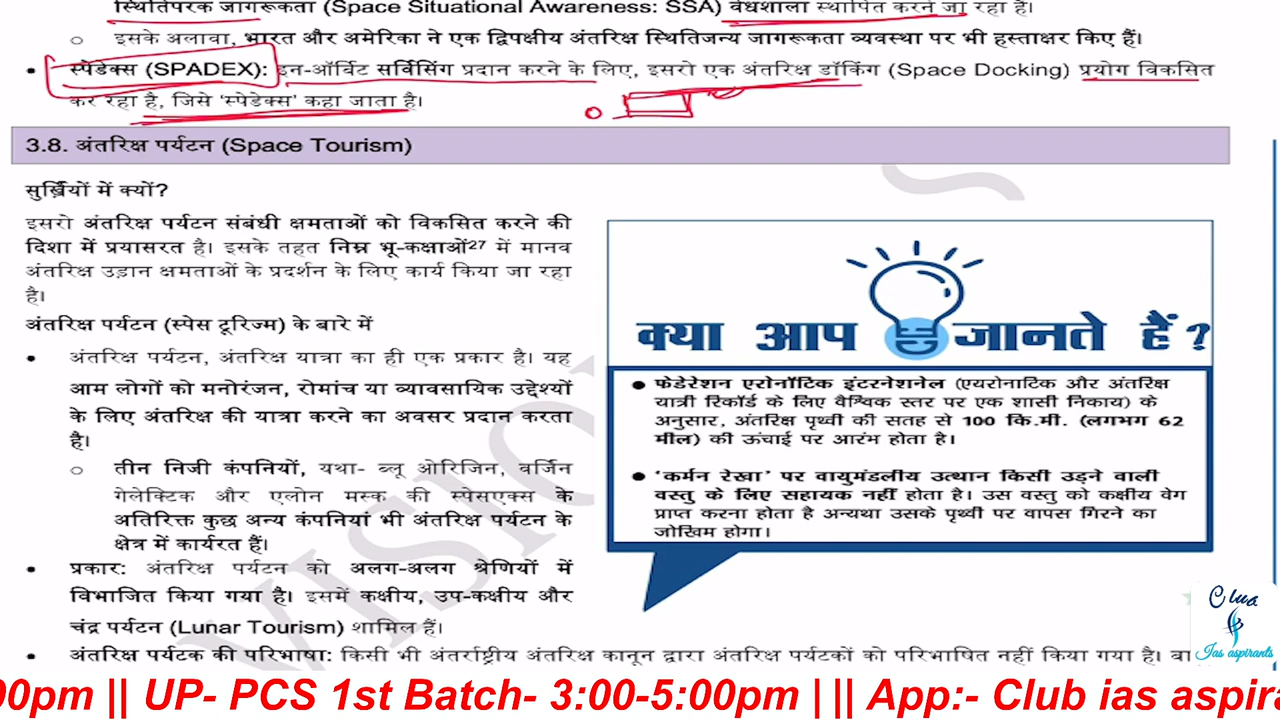 स्थितिपरक जागरूकता (Space Situational Awareness: SSA) वेधशाला स्थापित करने जा रहा है।
○ इसके अलावा, भारत और अमेरिका ने एक द्विपक्षीय अंतरिक्ष स्थितिजन्य जागरूकता व्यवस्था पर भी हस्ताक्षर किए हैं।
• स्पेडेक्स (SPADEX): इन-ऑर्बिट सर्विसिंग प्रदान करने के लिए, इसरो एक अंतरिक्ष डॉकिंग (Space Docking) प्रयोग विकसित
कर रहा है, जिसे 'स्पेडेक्स' कहा जाता है।
3.8. अंतरिक्ष पर्यटन (Space Tourism)
सुर्ख़ियों में क्यों?
इसरो अंतरिक्ष पर्यटन संबंधी क्षमताओं को विकसित करने की
दिशा में प्रयासरत है। इसके तहत निम्न भू-कक्षाओं27 में मानव
अंतरिक्ष उड़ान क्षमताओं के प्रदर्शन के लिए कार्य किया जा रहा
है।
अंतरिक्ष पर्यटन (स्पेस टूरिज्म) के बारे में
• अंतरिक्ष पर्यटन, अंतरिक्ष यात्रा का ही एक प्रकार है। यह
आम लोगों को मनोरंजन, रोमांच या व्यावसायिक उद्देश्यों
के लिए अंतरिक्ष की यात्रा करने का अवसर प्रदान करता
है।
○ तीन निजी कंपनियों, यथा- ब्लू ओरिजिन, वर्जिन
गेलेक्टिक और एलोन मस्क की स्पेसएक्स के
अतिरिक्त कुछ अन्य कंपनियां भी अंतरिक्ष पर्यटन के
क्षेत्र में कार्यरत हैं।
• प्रकार: अंतरिक्ष पर्यटन को अलग-अलग श्रेणियों में
विभाजित किया गया है। इसमें कक्षीय, उप-कक्षीय और
चंद्र पर्यटन (Lunar Tourism) शामिल हैं।
• अंतरिक्ष पर्यटक की परिभाषा: किसी भी अंतर्राष्ट्रीय अंतरिक्ष कानून द्वारा अंतरिक्ष पर्यटकों को परिभाषित नहीं किया गया है।
क्या आप जानते हैं?
● फेडेरेशन एरोनॉटिक इंटरनेशनेल (एयरोनाटिक और अंतरिक्ष
यात्री रिकॉर्ड के लिए वैश्विक स्तर पर एक शासी निकाय) के
अनुसार, अंतरिक्ष पृथ्वी की सतह से 100 कि.मी. (लगभग 62
मील) की ऊंचाई पर आरंभ होता है।
● 'कर्मन रेखा' पर वायुमंडलीय उत्थान किसी उड़ने वाली
वस्तु के लिए सहायक नहीं होता है। उस वस्तु को कक्षीय वेग
प्राप्त करना होता है अन्यथा उसके पृथ्वी पर वापस गिरने का
जोखिम होगा।
VISION
S
Club
Ias aspirants
00pm || UP- PCS 1st Batch- 3:00-5:00pm | || App:- Club ias aspira